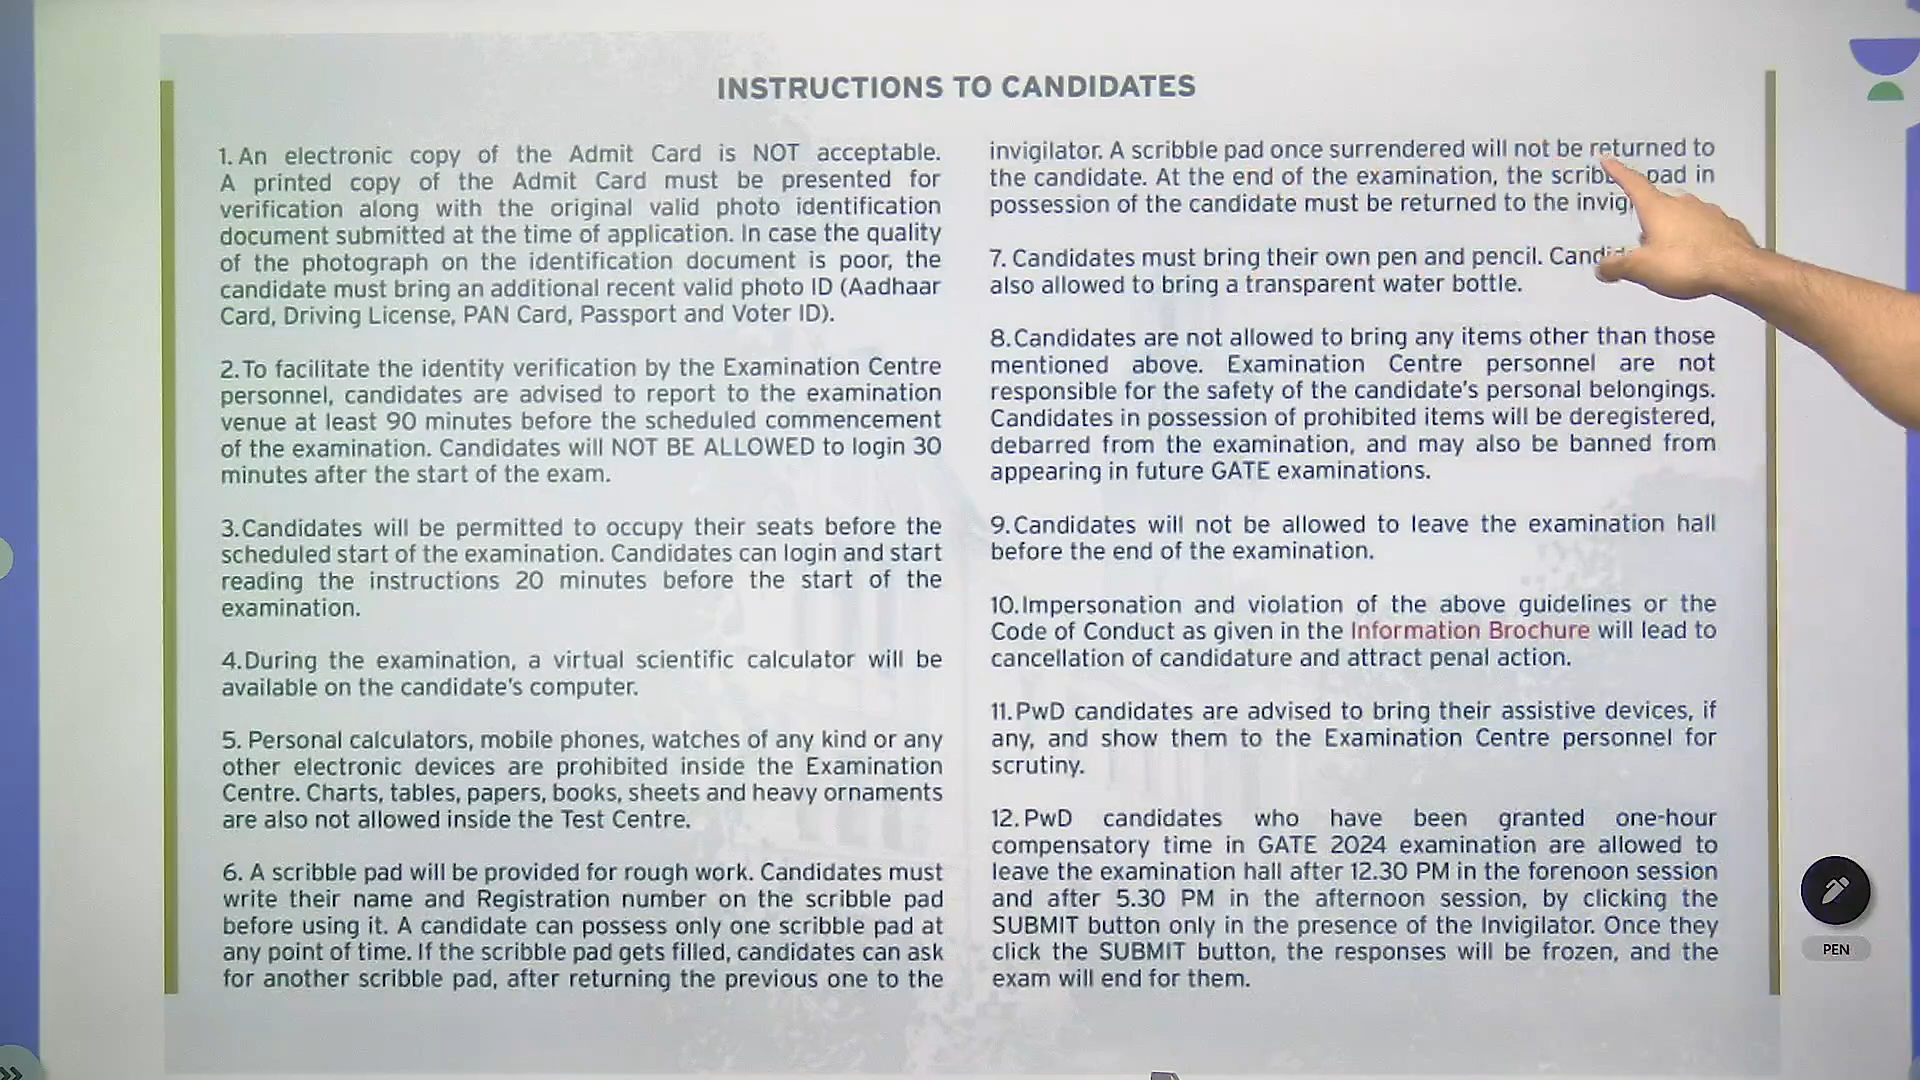 INSTRUCTIONS TO CANDIDATES
1. An electronic copy of the Admit Card is NOT acceptable.
A printed copy of the Admit Card must be presented for
verification along with the original valid photo identification
document submitted at the time of application. In case the quality
of the photograph on the identification document is poor, the
candidate must bring an additional recent valid photo ID (Aadhaar
Card, Driving License, PAN Card, Passport and Voter ID).
2. To facilitate the identity verification by the Examination Centre
personnel, candidates are advised to report to the examination
venue at least 90 minutes before the scheduled commencement
of the examination. Candidates will NOT BE ALLOWED to login 30
minutes after the start of the exam.
3.Candidates will be permitted to occupy their seats before the
scheduled start of the examination. Candidates can login and start
reading the instructions 20 minutes before the start of the
examination.
4.During the examination, a virtual scientific calculator will be
available on the candidate's computer.
5. Personal calculators, mobile phones, watches of any kind or any
other electronic devices are prohibited inside the Examination
Centre. Charts, tables, papers, books, sheets and heavy ornaments
are also not allowed inside the Test Centre.
6. A scribble pad will be provided for rough work. Candidates must
write their name and Registration number on the scribble pad
before using it. A candidate can possess only one scribble pad at
any point of time. If the scribble pad gets filled, candidates can ask
for another scribble pad, after returning the previous one to the
invigilator. A scribble pad once surrendered will not be returned to
the candidate. At the end of the examination, the pad in
possession of the candidate must be returned to the
7. Candidates must bring their own pen and pencil.
also allowed to bring a transparent water bottle.
8.Candidates are not allowed to bring any items other than those
mentioned above. Examination Centre personnel are not
responsible for the safety of the candidate's personal belongings.
Candidates in possession of prohibited items will be deregistered,
debarred from the examination, and may also be banned from
appearing in future GATE examinations.
9.Candidates will not be allowed to leave the examination hall
before the end of the examination.
10.Impersonation and violation of the above guidelines or the
Code of Conduct as given in the Information Brochure will lead to
cancellation of candidature and attract penal action.
11. PwD candidates are advised to bring their assistive devices, if
any, and show them to the Examination Centre personnel for
scrutiny.
12. PwD candidates who have been granted one-hour
compensatory time in GATE 2024 examination are allowed to
leave the examination hall after 12.30 PM in the forenoon session
and after 5.30 PM in the afternoon session, by clicking the
SUBMIT button only in the presence of the Invigilator. Once they
click the SUBMIT button, the responses will be frozen, and the
exam will end for them.
PEN